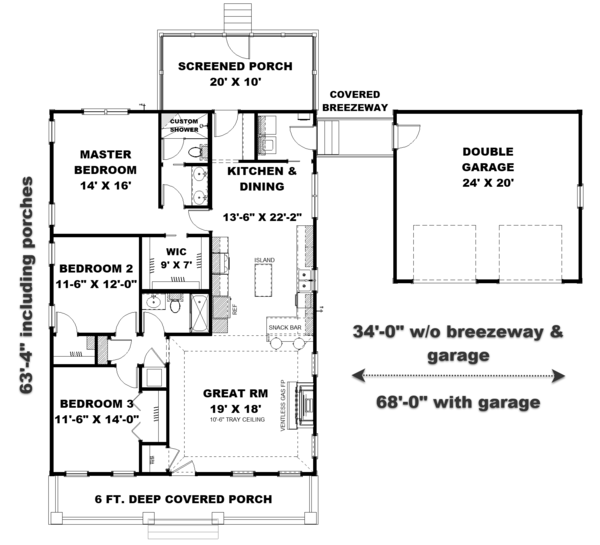 SCREENED PORCH
20' X 10'
COVERED
BREEZEWAY
CUSTOM
SHOWER
MASTER
BEDROOM
14' X 16'
KITCHEN &
DINING
13'-6" X 22'-2"
DOUBLE
GARAGE
24' X 20'
WIC
9' X 7'
ISLAND
BEDROOM 2
11-6" X 12'-0"
REF
SNACK BAR
63'-4" including porches
34'-0" w/o breezeway &
garage
68'-0" with garage
GREAT RM
19' X 18'
10'-6" TRAY CEILING
VENTLESS GAS FP
BEDROOM 3
11'-6" X 14'-0"
6 FT. DEEP COVERED PORCH